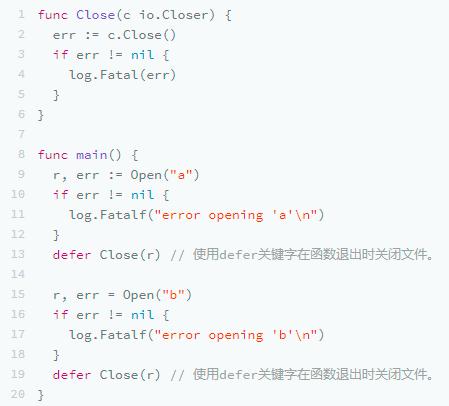 1 func Close(c io.Closer) {
2   err := c.Close()
3   if err != nil {
4     log.Fatal(err)
5   }
6 }
7
8 func main() {
9   r, err := Open("a")
10   if err != nil {
11     log.Fatalf("error opening 'a'\n")
12   }
13   defer Close(r) // 使用defer关键字在函数退出时关闭文件。
14
15   r, err = Open("b")
16   if err != nil {
17     log.Fatalf("error opening 'b'\n")
18   }
19   defer Close(r) // 使用defer关键字在函数退出时关闭文件。
20 }